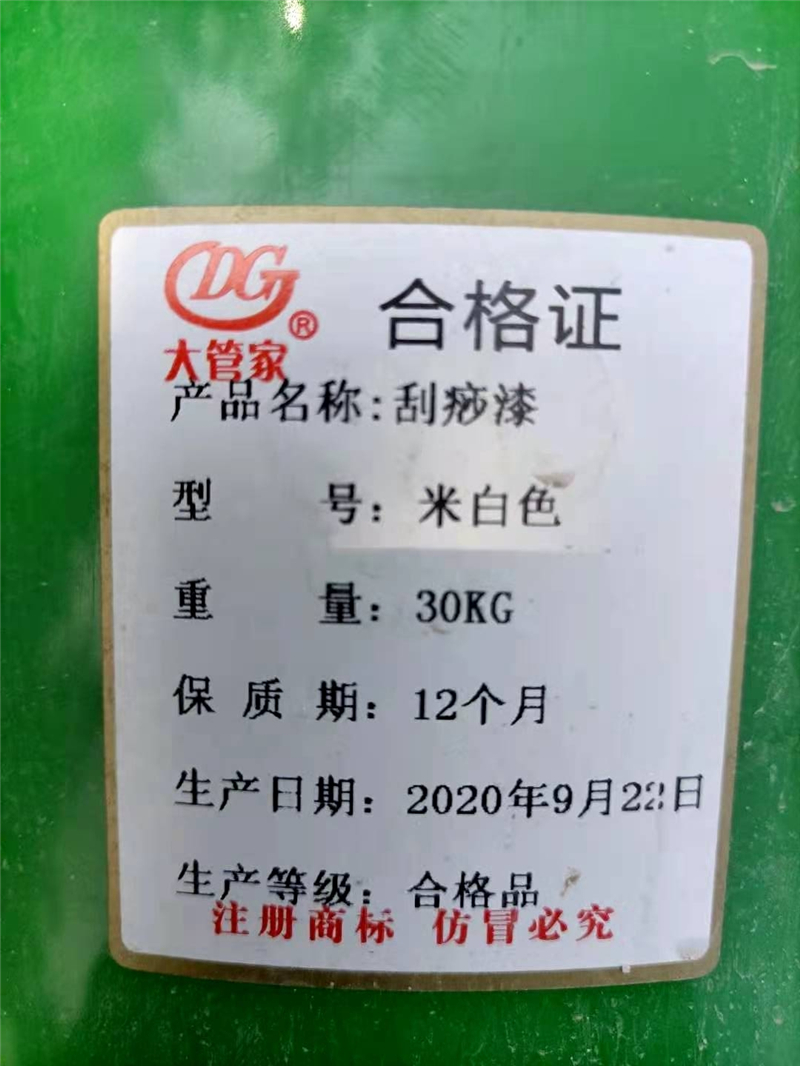 DG®
大管家
合格证
产品名称:刮痧漆
型 号：米白色
重 量：30KG
保质期：12个月
生产日期：2020年9月22日
生产等级：合格品
注册商标 仿冒必究